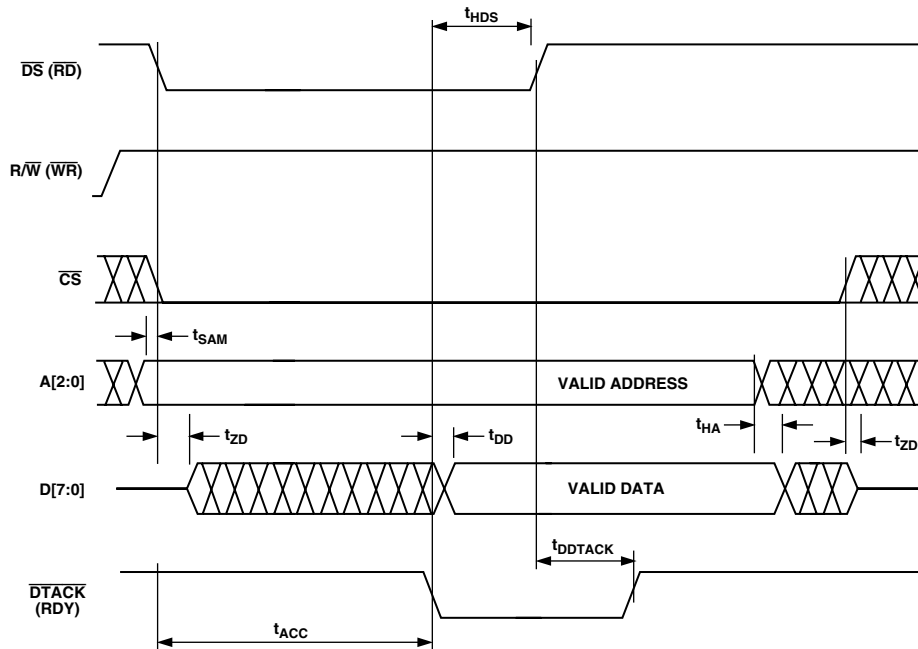 tHDS
DS (RD)
R/W (WR)
CS
tSAM
A[2:0]
VALID ADDRESS
tZD
tDD
tHA
tZD
D[7:0]
VALID DATA
tDDTACK
DTACK
(RDY)
tACC